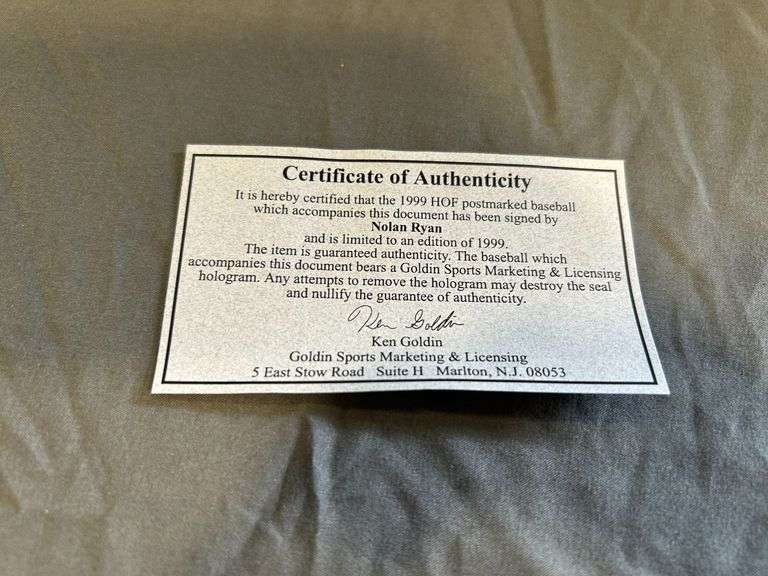 Certificate of Authenticity
It is hereby certified that the 1999 HOF postmarked baseball
which accompanies this document has been signed by
Nolan Ryan
and is limited to an edition of 1999.
The item is guaranteed authenticity. The baseball which
accompanies this document bears a Goldin Sports Marketing & Licensing
hologram. Any attempts to remove the hologram may destroy the seal
and nullify the guarantee of authenticity.
Ken Goldin
Ken Goldin
Goldin Sports Marketing & Licensing
5 East Stow Road Suite H Marlton, N.J. 08053